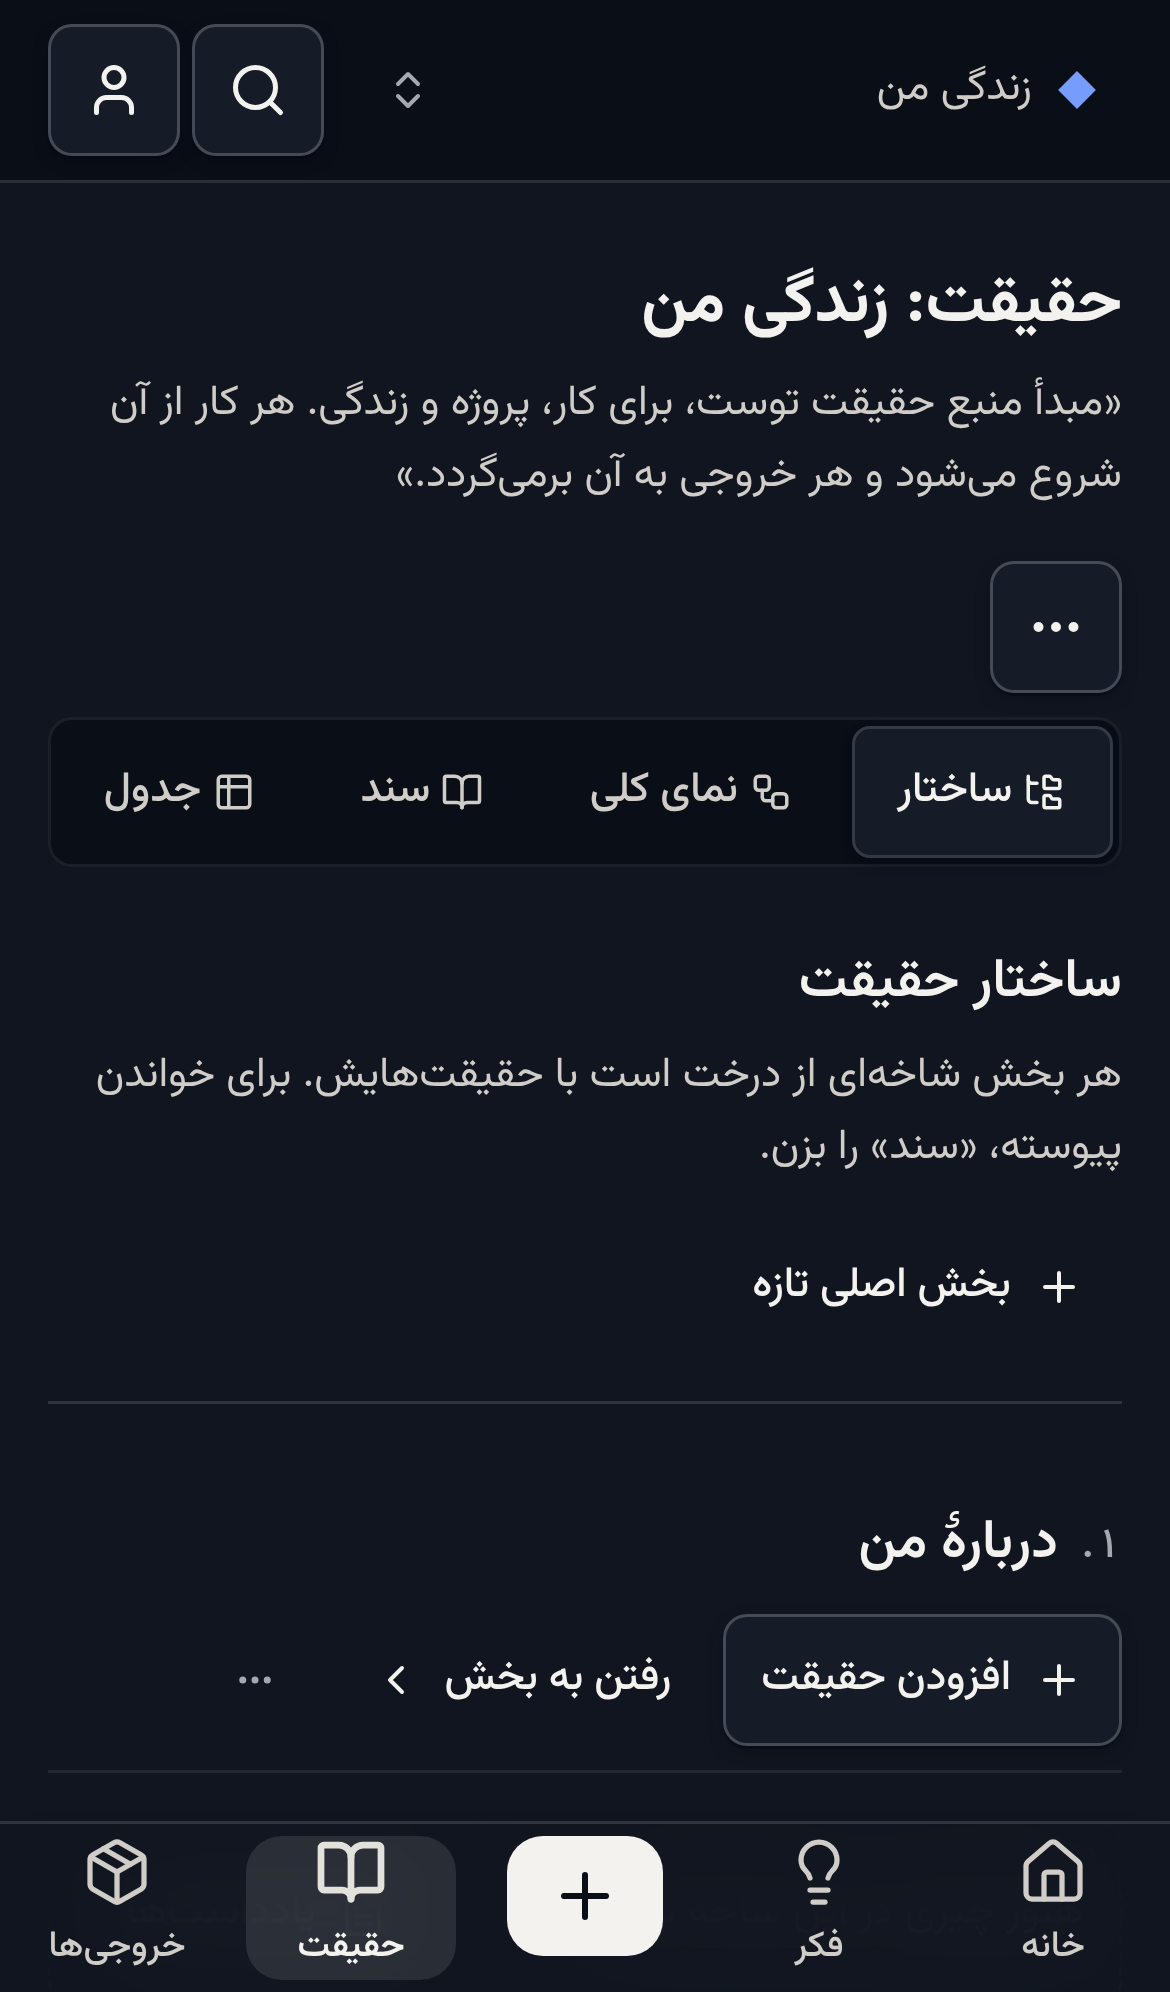 زندگی من
حقیقت: زندگی من
«مبدأ منبع حقیقت توست، برای کار، پروژه و زندگی. هر کار از آن
شروع می‌شود و هر خروجی به آن برمی‌گردد.»
ساختار
نمای کلی
سند
جدول
ساختار حقیقت
هر بخش شاخه‌ای از درخت است با حقیقت‌هایش. برای خواندن
پیوسته، «سند» را بزن.
بخش اصلی تازه
۱. دربارهٔ من
افزودن حقیقت
رفتن به بخش
خانه
فکر
حقیقت
خروجی‌ها